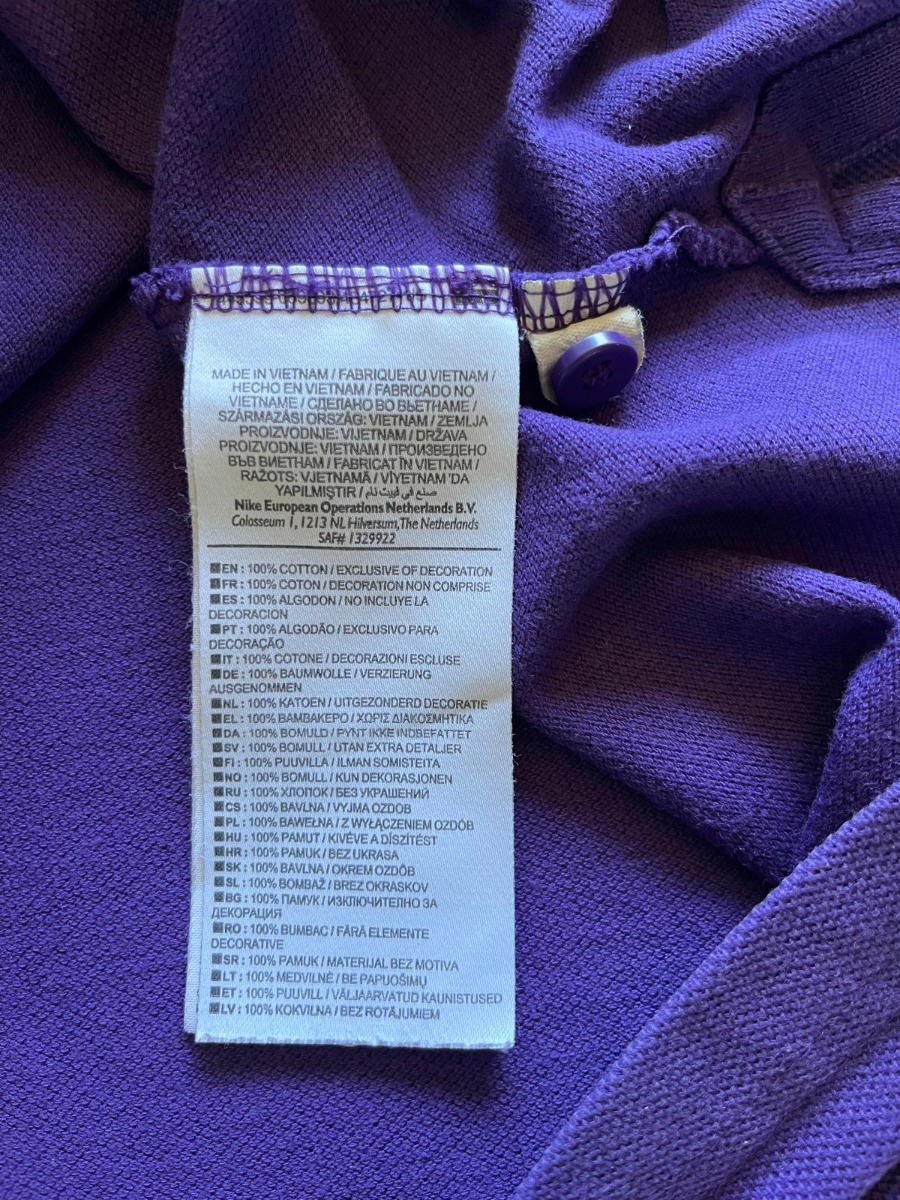 MADE IN VIETNAM / FABRIQUE AU VIETNAM /
HECHO EN VIETNAM / FABRICADO NO
VIETNAME / СДЕЛАНО ВО ВЬЕТНАМЕ /
SZÁRMAZÁSI ORSZÁG: VIETNAM / ZEMLJA
PROIZVODNJE: VIJETNAM / DRŽAVA
PROIZVODNJE: VIETNAM / ПРОИЗВЕДЕНО
ВЪВ ВИЕТНАМ / FABRICAT ÎN VIETNAM /
RAŽOTS: VJETNAMĀ / VİYETNAM 'DA
YAPILMIŞTIR / صنع في فييت نام
Nike European Operations Netherlands B.V.
Colosseum 1, 1213 NL Hilversum, The Netherlands
SAF# 1329922
EN : 100% COTTON / EXCLUSIVE OF DECORATION
FR : 100% COTON / DECORATION NON COMPRISE
ES : 100% ALGODON / NO INCLUYE LA
DECORACION
PT : 100% ALGODÃO / EXCLUSIVO PARA
DECORAÇÃO
IT : 100% COTONE / DECORAZIONI ESCLUSE
DE : 100% BAUMWOLLE / VERZIERUNG
AUSGENOMMEN
NL : 100% KATOEN / UITGEZONDERD DECORATIE
EL : 100% ΒΑΜΒΑΚΕΡΟ / ΧΩΡΙΣ ΔΙΑΚΟΣΜΗΤΙΚΑ
DA : 100% BOMULD / PYNT IKKE INDBEFATTET
SV : 100% BOMULL / UTAN EXTRA DETALJER
FI : 100% PUUVILLA / ILMAN SOMISTEITA
NO : 100% BOMULL / KUN DEKORASJONEN
RU : 100% ХЛОПОК / БЕЗ УКРАШЕНИЙ
CS : 100% BAVLNA / VYJMA OZDOB
PL : 100% BAWEŁNA / Z WYŁĄCZENIEM OZDÓB
HU : 100% PAMUT / KIVÉVE A DÍSZÍTÉST
HR : 100% PAMUK / BEZ UKRASA
SK : 100% BAVLNA / OKREM OZDÔB
SL : 100% BOMBAŽ / BREZ OKRASKOV
BG : 100% ПАМУК / ИЗКЛЮЧИТЕЛНО ЗА
ДЕКОРАЦИЯ
RO : 100% BUMBAC / FĂRĂ ELEMENTE
DECORATIVE
SR : 100% PAMUK / MATERIJAL BEZ MOTIVA
LT : 100% MEDVILNĖ / BE PAPUOŠIMŲ
ET : 100% PUUVILL / VÄLJAARVATUD KAUNISTUSED
LV : 100% KOKVILNA / BEZ ROTĀJUMIEM